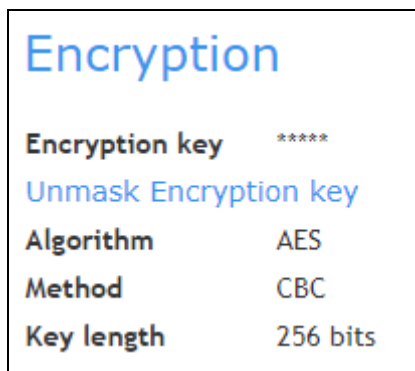 Encryption
Encryption key *****
Unmask Encryption key
Algorithm AES
Method CBC
Key length 256 bits